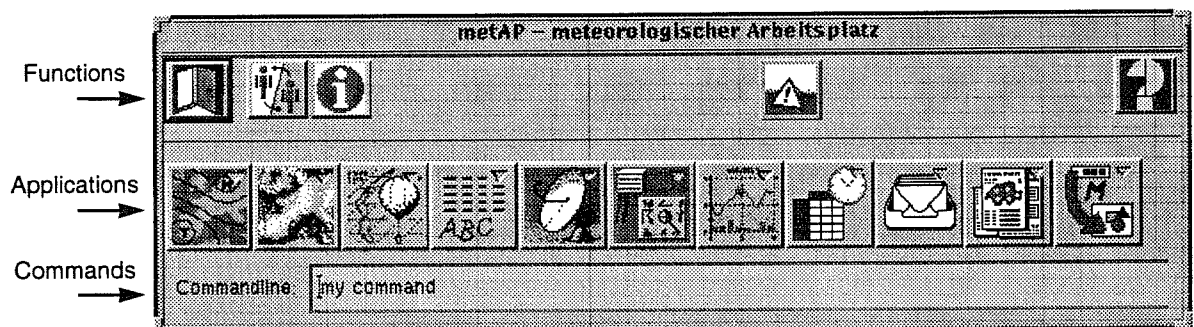 metAP – meteorologischer Arbeitsplatz
Functions
Applications
ABC
Commands
Commandline my command